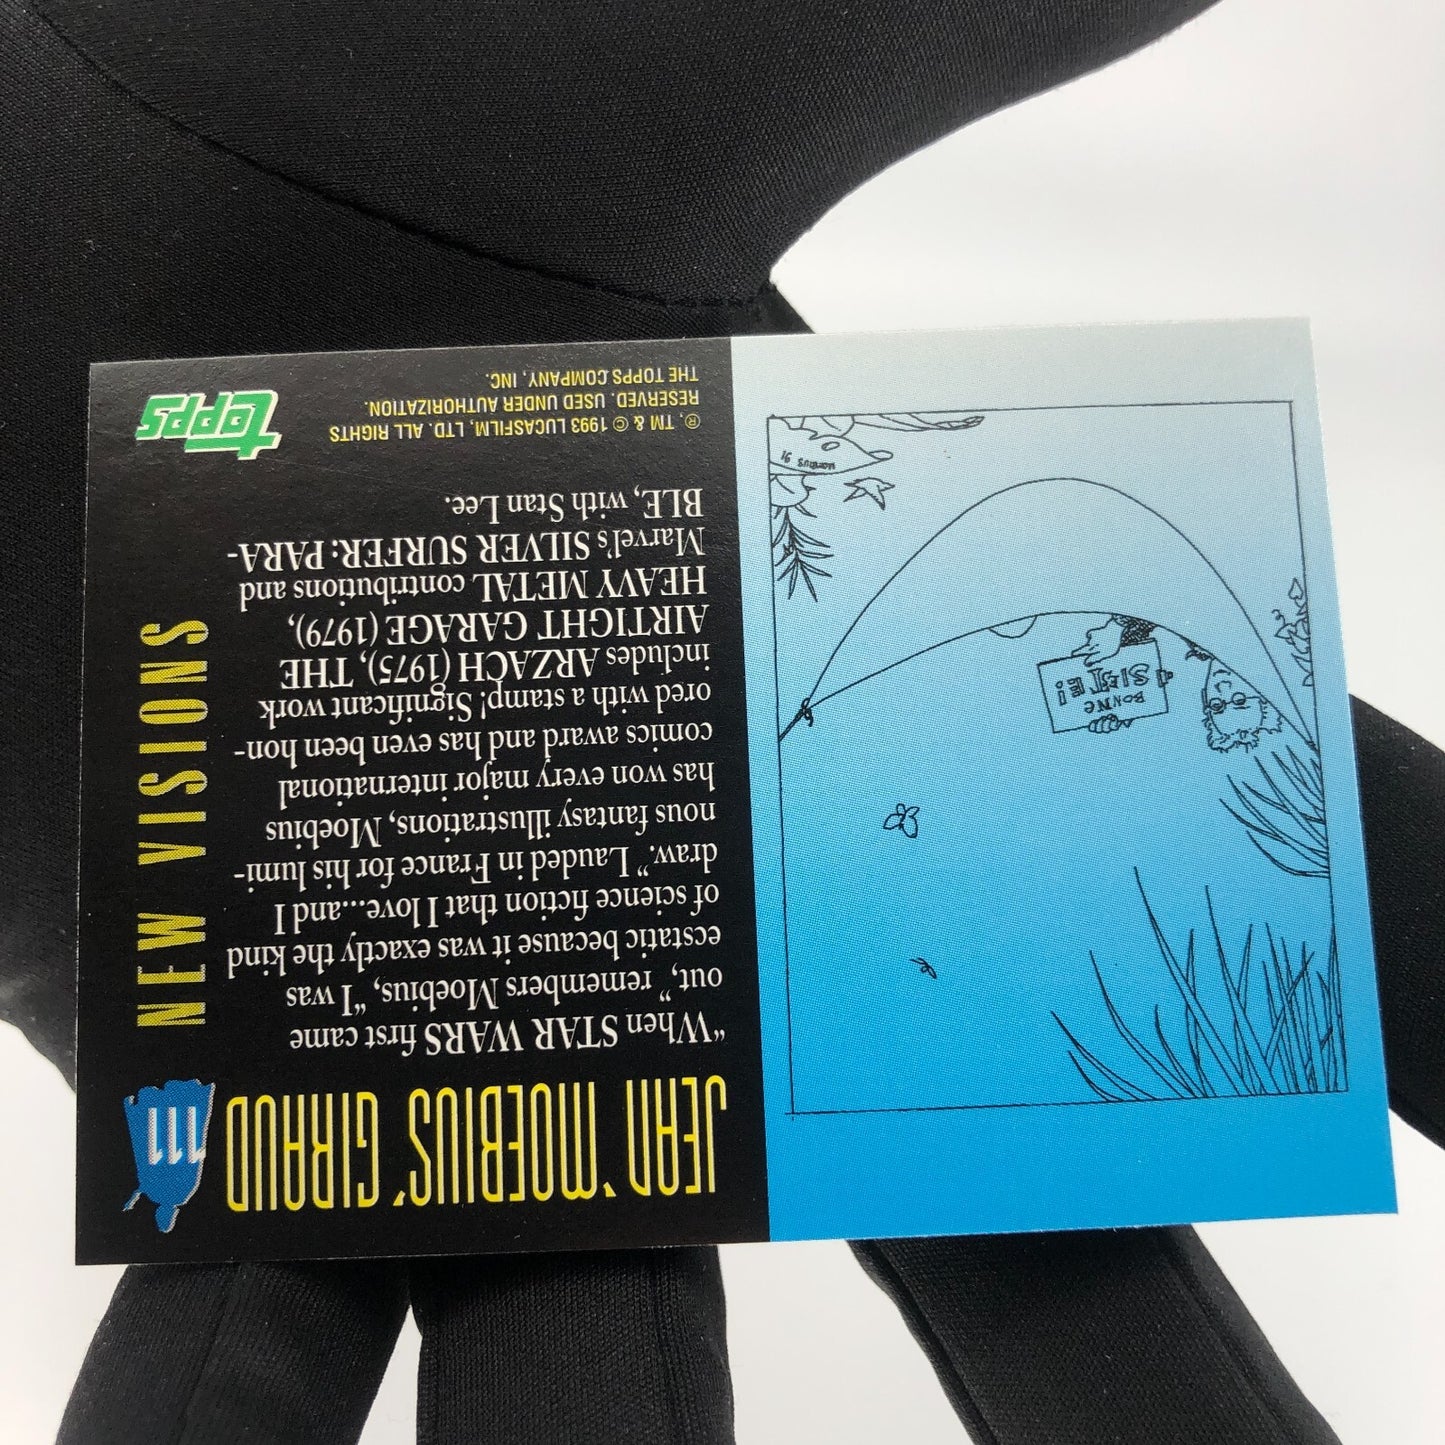 111
JEAN 'MOEBIUS' GIRAUD
NEW VISIONS
"When STAR WARS first came
out," remembers Moebius, "I was
ecstatic because it was exactly the kind
of science fiction that I love...and I
draw." Lauded in France for his lumi-
nous fantasy illustrations, Moebius
has won every major international
comics award and has even been hon-
ored with a stamp! Significant work
includes ARZACH (1975), THE
AIRTIGHT GARAGE (1979),
HEAVY METAL contributions and
Marvel's SILVER SURFER: PARA-
BLE, with Stan Lee.
®, TM & © 1993 LUCASFILM, LTD. ALL RIGHTS
RESERVED. USED UNDER AUTHORIZATION.
THE TOPPS COMPANY, INC.
topps
BONNE
SIESTE!
MOEBIUS 91